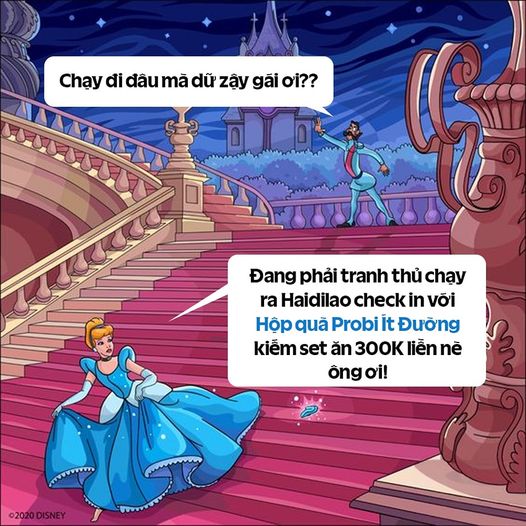 Chạy đi đâu mà dữ zậy gái ơi??
Đang phải tranh thủ chạy
ra Haidilao check in với
Hộp quà Probi Ít Đường
kiếm set ăn 300K liền nè
ông ơi!
©2020 DISNEY